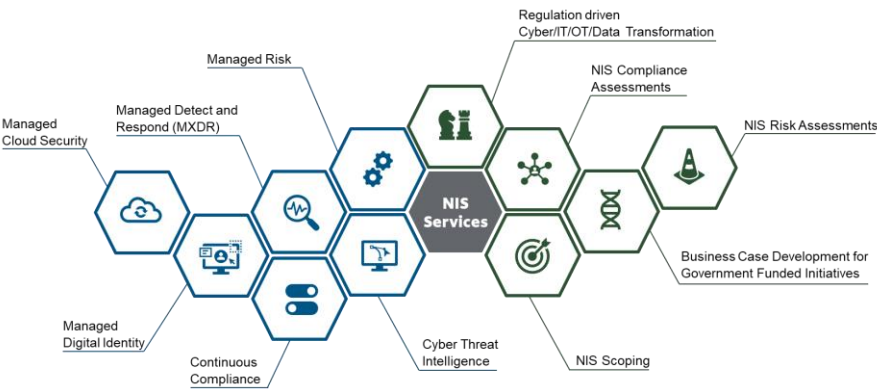 Regulation driven
Cyber/IT/OT/Data Transformation
Managed Risk
NIS Compliance
Assessments
Managed Detect and
Respond (MXDR)
Managed
Cloud Security
NIS Risk Assessments
NIS
Services
Business Case Development for
Government Funded Initiatives
Managed
Digital Identity
Cyber Threat
Intelligence
Continuous
Compliance
NIS Scoping